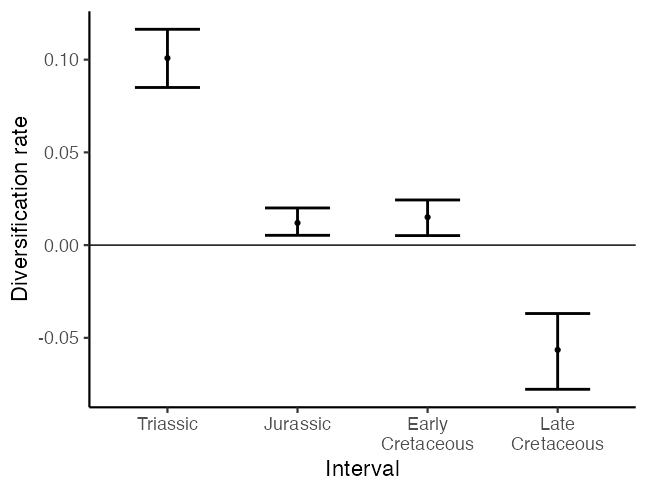 Diversification rate
0.10
0.05
0.00
-0.05
Triassic
Jurassic
Early
Cretaceous
Late
Cretaceous
Interval